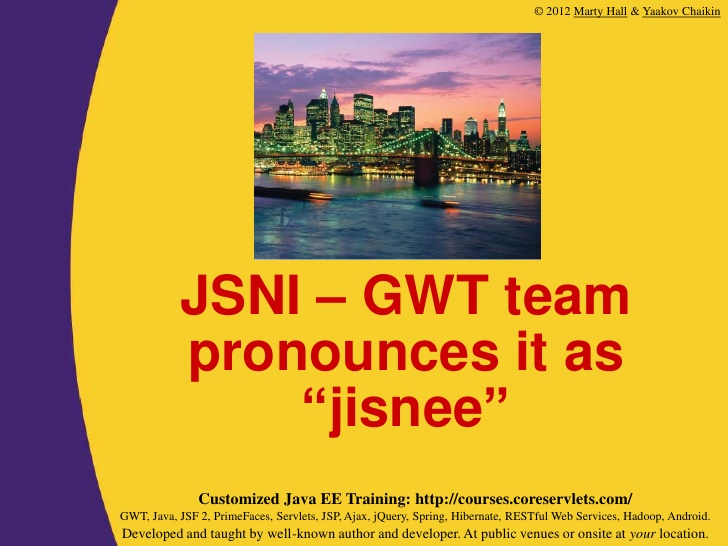 © 2012 Marty Hall & Yaakov Chaikin
JSNI – GWT team
pronounces it as
“jisnee”
Customized Java EE Training: http://courses.coreservlets.com/
GWT, Java, JSF 2, PrimeFaces, Servlets, JSP, Ajax, jQuery, Spring, Hibernate, RESTful Web Services, Hadoop, Android.
Developed and taught by well-known author and developer. At public venues or onsite at your location.